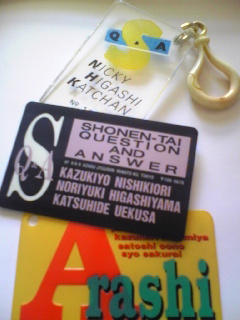 Q. A
NICKY
HIGASHI
KATCHAN
No.
S
Q&A
SHONEN-TAI
QUESTION
AND
ANSWER
KAZUKIYO NISHIKIORI
NORIYUKI HIGASHIYAMA
KATSUHIDE UEKUSA
satoshi oono
syo sakurai
Arashi